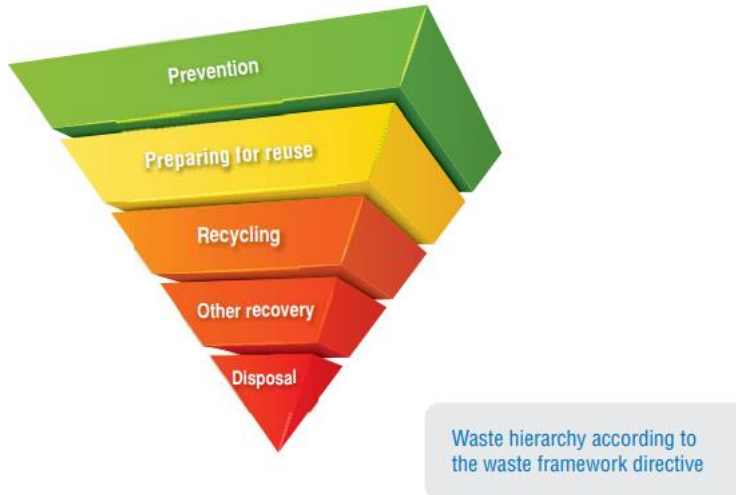 Prevention
Preparing for reuse
Recycling
Other recovery
Disposal
Waste hierarchy according to
the waste framework directive